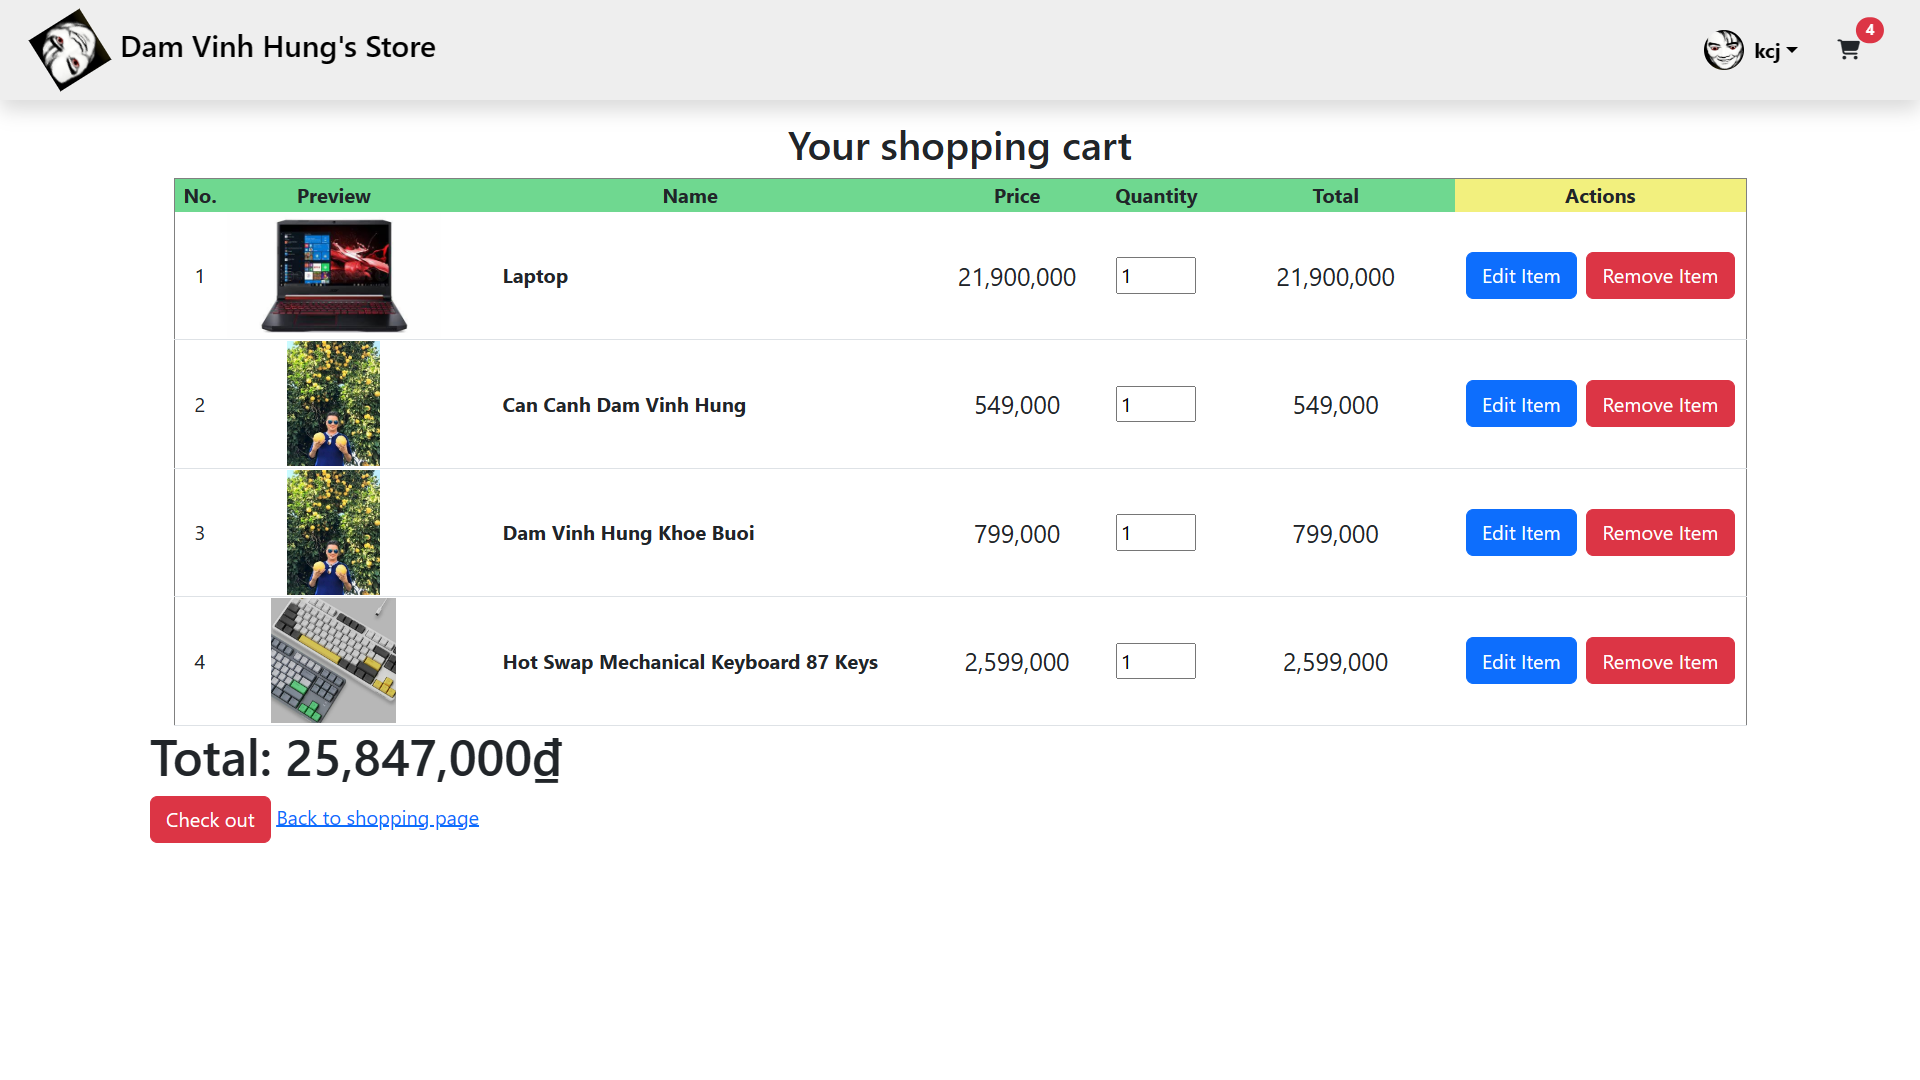 Dam Vinh Hung's Store
kcj
4
Your shopping cart
No. Preview Name Price Quantity Total Actions
1 Laptop 21,900,000 1 21,900,000 Edit Item Remove Item
2 Can Canh Dam Vinh Hung 549,000 1 549,000 Edit Item Remove Item
3 Dam Vinh Hung Khoe Buoi 799,000 1 799,000 Edit Item Remove Item
4 Hot Swap Mechanical Keyboard 87 Keys 2,599,000 1 2,599,000 Edit Item Remove Item
Total: 25,847,000₫
Check out Back to shopping page